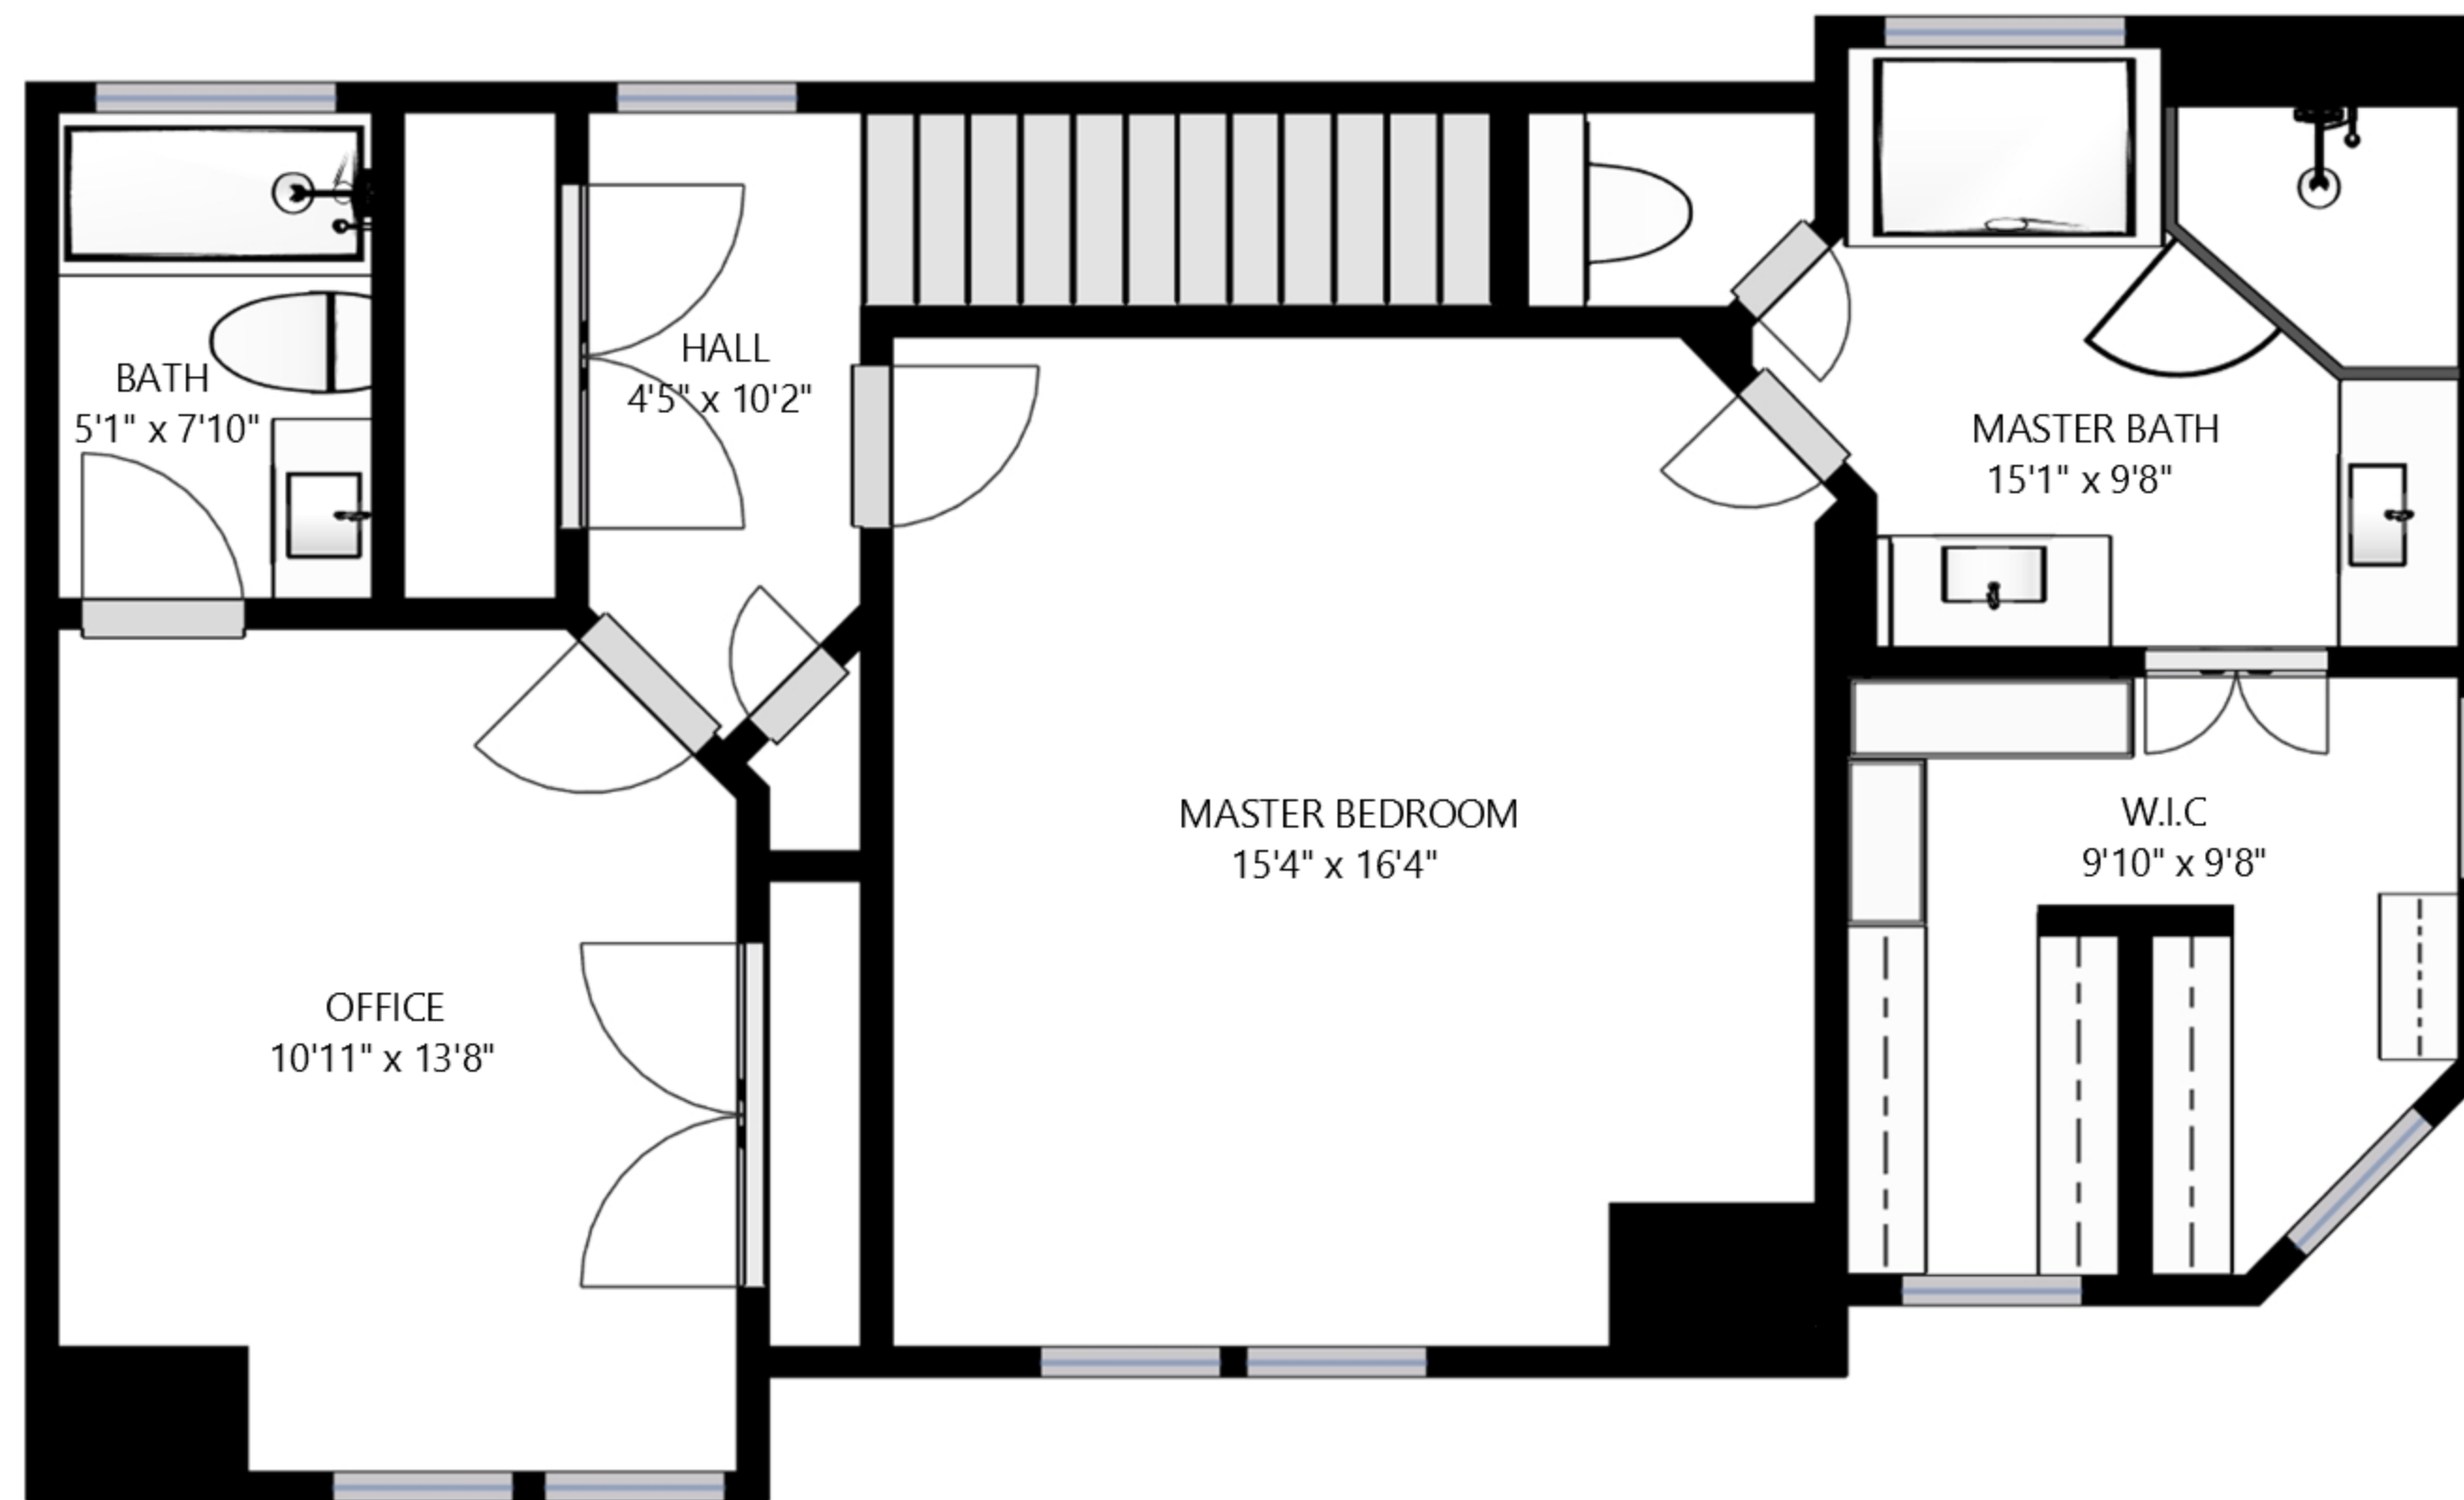 BATH
5'1" x 7'10"
HALL
4'5" x 10'2"
MASTER BATH
15'1" x 9'8"
MASTER BEDROOM
15'4" x 16'4"
W.I.C
9'10" x 9'8"
OFFICE
10'11" x 13'8"